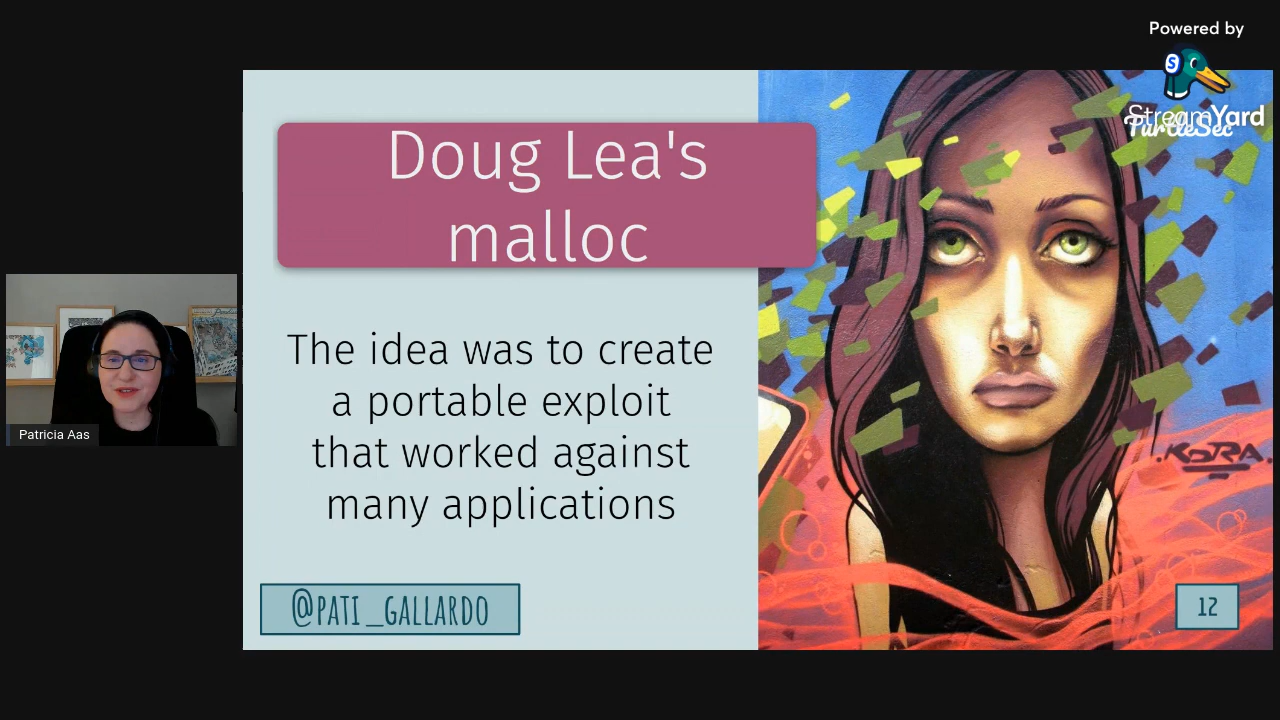 Powered by
StreamYard
TurtleSec
Doug Lea's
malloc
The idea was to create
a portable exploit
that worked against
many applications
@PATI_GALLARDO
KORA
12
Patricia Aas